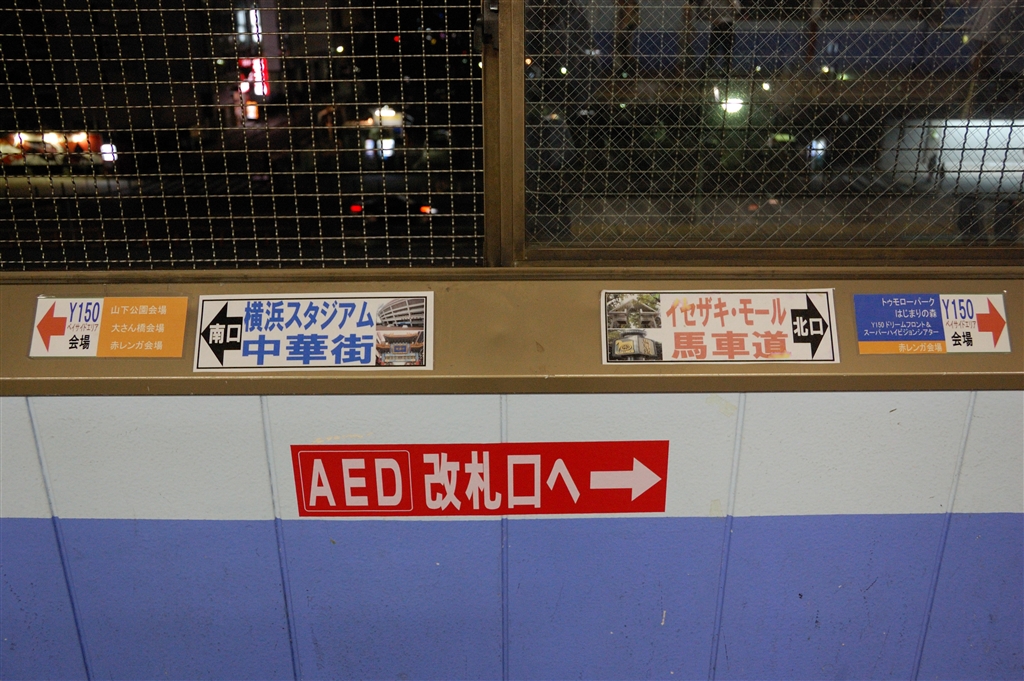 Y150
ベイサイドエリア
会場
山下公園会場
大さん橋会場
赤レンガ会場
南口
横浜スタジアム
中華街
イセザキ・モール
馬車道
北口
トゥモローパーク
はじまりの森
Y150ドリームフロント&
スーパーハイビジョンシアター
赤レンガ会場
Y150
ベイサイドエリア
会場
AED 改札口へ